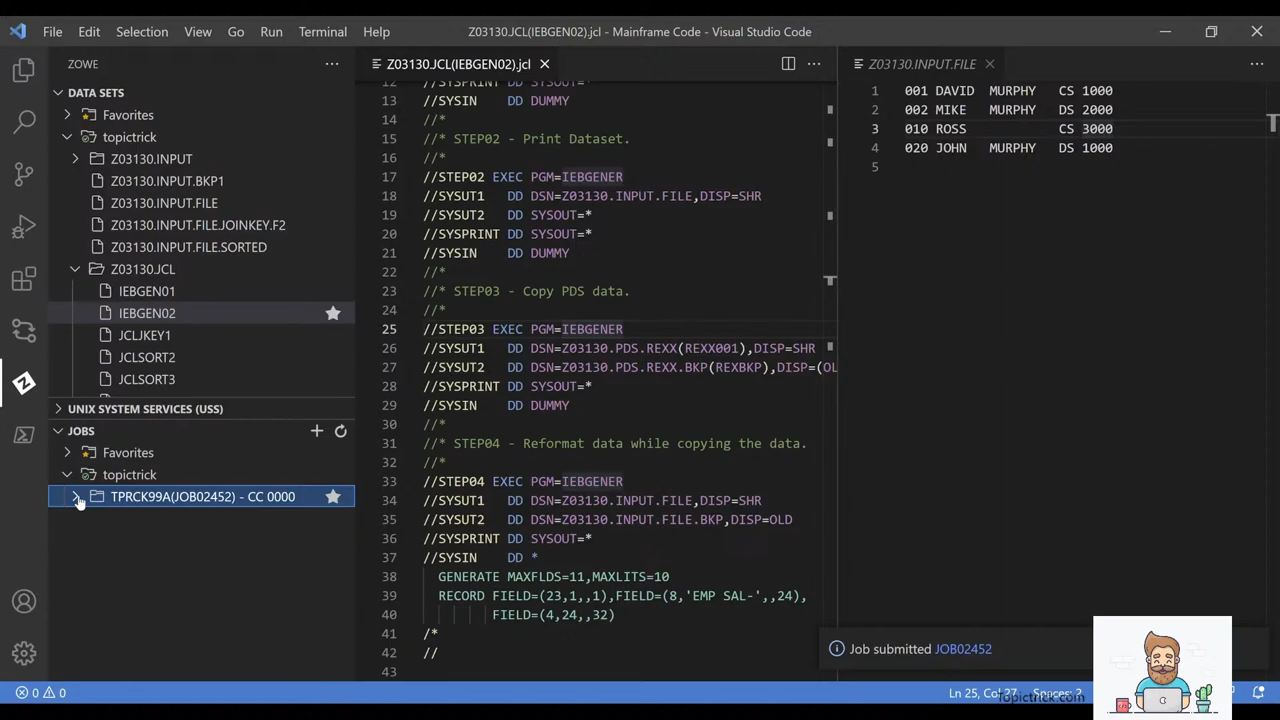 File Edit Selection View Go Run Terminal Help
Z03130.JCL(IEBGEN02).jcl - Mainframe Code - Visual Studio Code
ZOWE
DATA SETS
Favorites
topictrick
Z03130.INPUT
Z03130.INPUT.BKP1
Z03130.INPUT.FILE
Z03130.INPUT.FILE.JOINKEY.F2
Z03130.INPUT.FILE.SORTED
Z03130.JCL
IEBGEN01
IEBGEN02
JCLJKEY1
JCLSORT2
JCLSORT3
UNIX SYSTEM SERVICES (USS)
JOBS
Favorites
topictrick
TPRCK99A(JOB02452) - CC 0000
Z03130.JCL(IEBGEN02).jcl
12 //SYSPRINT DD SYSOUT=*
13 //SYSIN    DD DUMMY
14 //*
15 //* STEP02 - Print Dataset.
16 //*
17 //STEP02 EXEC PGM=IEBGENER
18 //SYSUT1   DD DSN=Z03130.INPUT.FILE,DISP=SHR
19 //SYSUT2   DD SYSOUT=*
20 //SYSPRINT DD SYSOUT=*
21 //SYSIN    DD DUMMY
22 //*
23 //* STEP03 - Copy PDS data.
24 //*
25 //STEP03 EXEC PGM=IEBGENER
26 //SYSUT1   DD DSN=Z03130.PDS.REXX(REXX001),DISP=SHR
27 //SYSUT2   DD DSN=Z03130.PDS.REXX.BKP(REXBKP),DISP=(OL
28 //SYSPRINT DD SYSOUT=*
29 //SYSIN    DD DUMMY
30 //*
31 //* STEP04 - Reformat data while copying the data.
32 //*
33 //STEP04 EXEC PGM=IEBGENER
34 //SYSUT1   DD DSN=Z03130.INPUT.FILE,DISP=SHR
35 //SYSUT2   DD DSN=Z03130.INPUT.FILE.BKP,DISP=OLD
36 //SYSPRINT DD SYSOUT=*
37 //SYSIN    DD *
38   GENERATE MAXFLDS=11,MAXLITS=10
39   RECORD FIELD=(23,1,,1),FIELD=(8,'EMP SAL-',,24),
40          FIELD=(4,24,,32)
41 /*
42 //
43
Z03130.INPUT.FILE
1 001 DAVID  MURPHY   CS 1000
2 002 MIKE   MURPHY   DS 2000
3 010 ROSS            CS 3000
4 020 JOHN   MURPHY   DS 1000
5
Job submitted JOB02452
0 0
Ln 25, Col 27 Spaces: 2
Topictrick.com